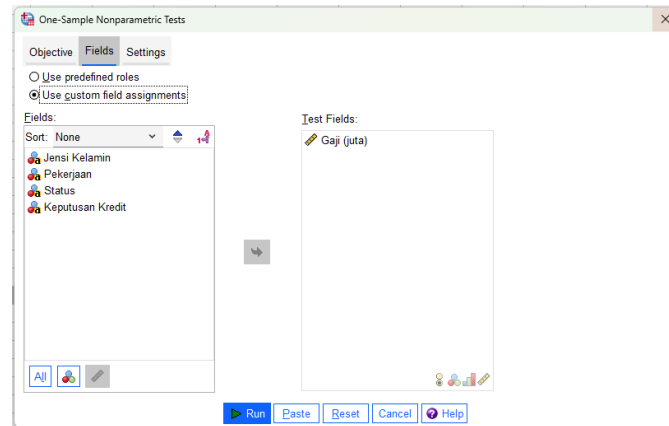 One-Sample Nonparametric Tests
Objective Fields Settings
Use predefined roles
Use custom field assignments
Fields:
Sort: None
Jensi Kelamin
Pekerjaan
Status
Keputusan Kredit
All
Test Fields:
Gaji (juta)
Run Paste Reset Cancel Help